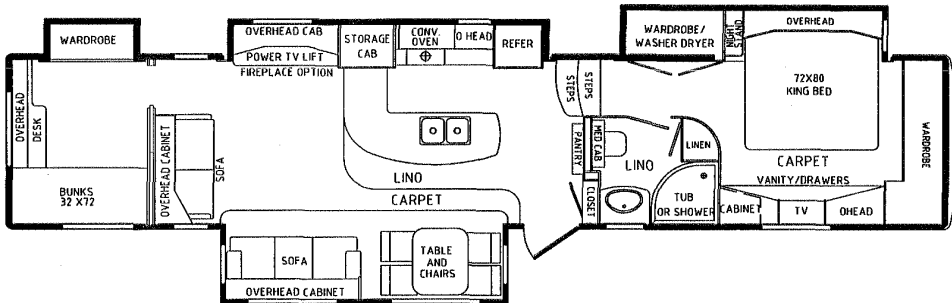 WARDROBE
OVERHEAD CAB
POWER TV LIFT
FIREPLACE OPTION
STORAGE
CAB
CONV.
OVEN
O HEAD
REFER
WARDROBE/
WASHER DRYER
NIGHT
STAND
OVERHEAD
72X80
KING BED
WARDROBE
OVERHEAD
DESK
BUNKS
32 X72
OVERHEAD CABINET
SOFA
STEPS
STEPS
PANTRY
MED CAB
LINO
LINEN
CARPET
VANITY/DRAWERS
LINO
CARPET
CLOSET
TUB
OR SHOWER
CABINET
TV
OHEAD
SOFA
OVERHEAD CABINET
TABLE
AND
CHAIRS